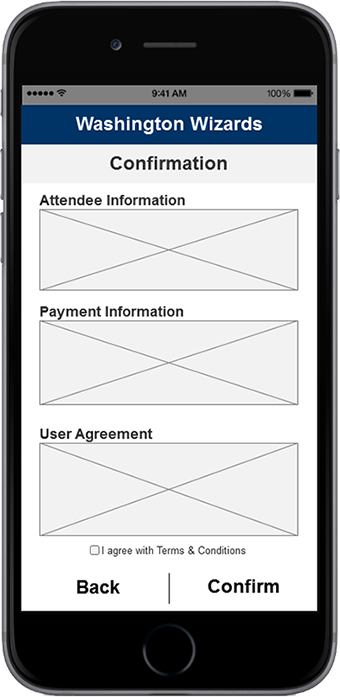 9:41 AM 100%
Washington Wizards
Confirmation
Attendee Information
Payment Information
User Agreement
I agree with Terms & Conditions
Back Confirm